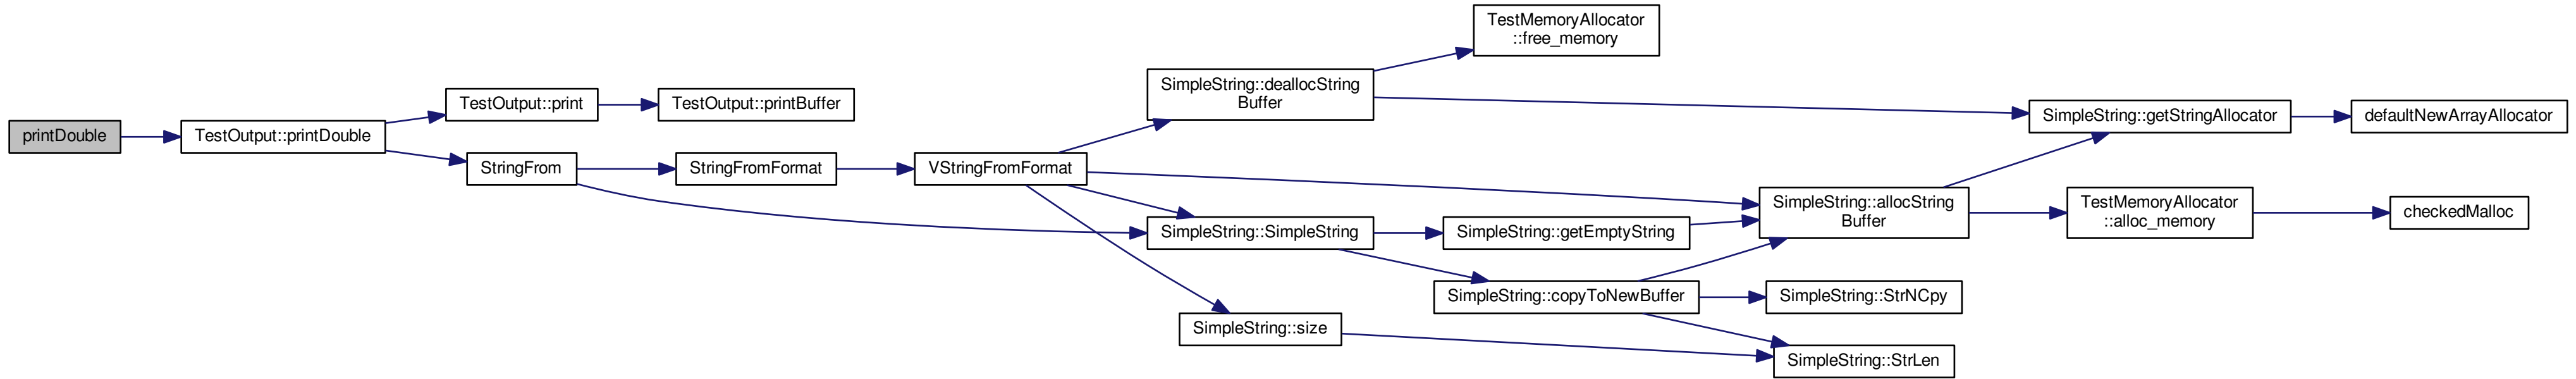 printDouble
TestOutput::printDouble
TestOutput::print
StringFrom
TestOutput::printBuffer
StringFromFormat
VStringFromFormat
SimpleString::deallocString
Buffer
SimpleString::SimpleString
SimpleString::size
TestMemoryAllocator
::free_memory
SimpleString::getEmptyString
SimpleString::copyToNewBuffer
SimpleString::allocString
Buffer
SimpleString::StrNCpy
SimpleString::StrLen
SimpleString::getStringAllocator
TestMemoryAllocator
::alloc_memory
defaultNewArrayAllocator
checkedMalloc